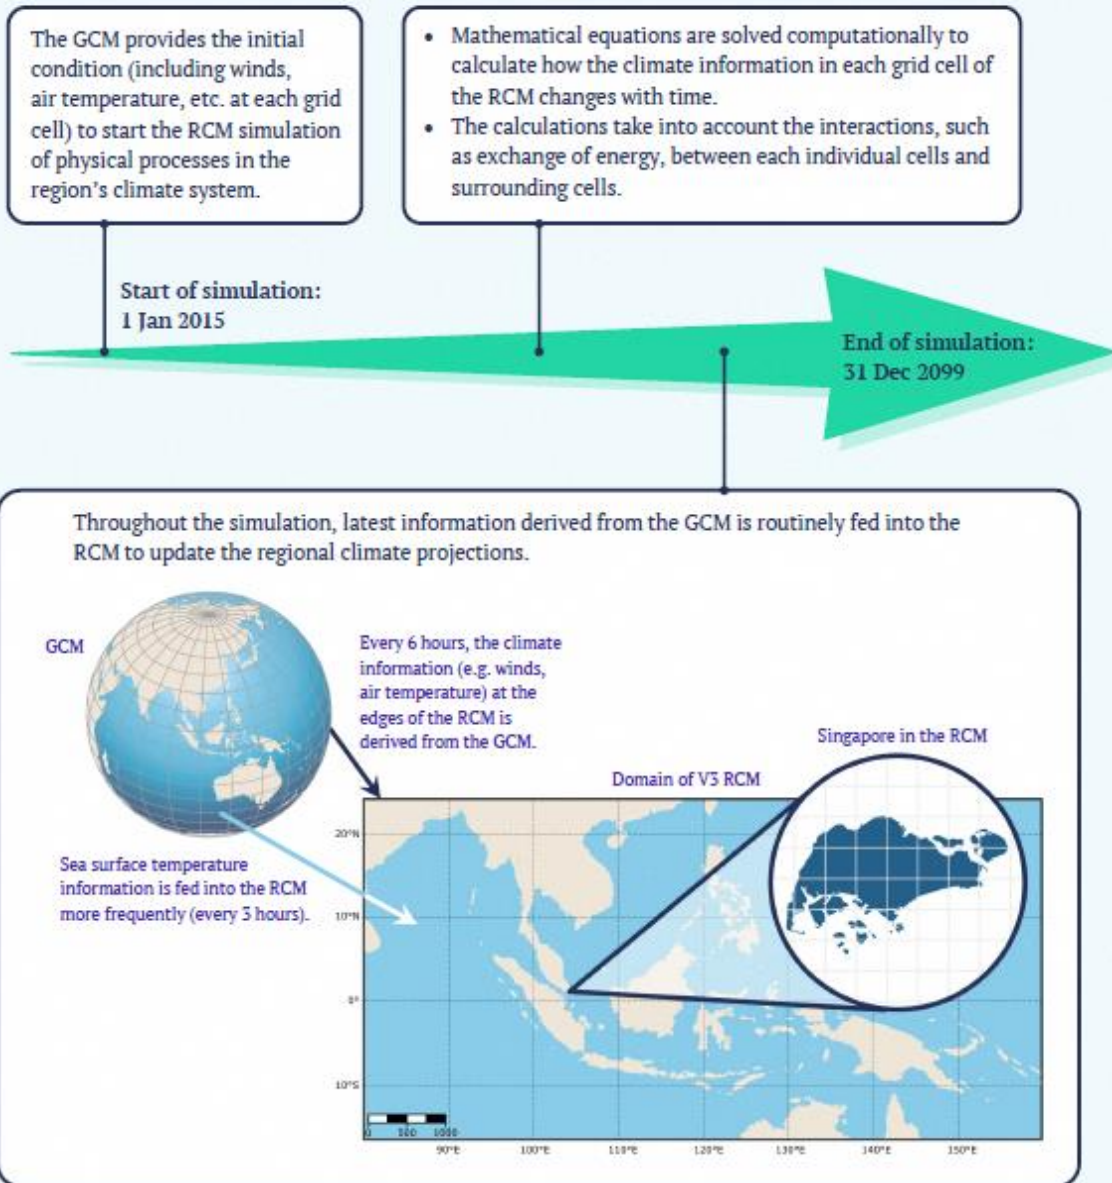 The GCM provides the initial
condition (including winds,
air temperature, etc. at each grid
cell) to start the RCM simulation
of physical processes in the
region's climate system.
• Mathematical equations are solved computationally to
calculate how the climate information in each grid cell of
the RCM changes with time.
• The calculations take into account the interactions, such
as exchange of energy, between each individual cells and
surrounding cells.
Start of simulation:
1 Jan 2015
End of simulation:
31 Dec 2099
Throughout the simulation, latest information derived from the GCM is routinely fed into the
RCM to update the regional climate projections.
GCM
Every 6 hours, the climate
information (e.g. winds,
air temperature) at the
edges of the RCM is
derived from the GCM.
Singapore in the RCM
Domain of V3 RCM
Sea surface temperature
information is fed into the RCM
more frequently (every 3 hours).
20°N
10°N
0°
10°S
0 500 1000
90°E 100°E 110°E 120°E 130°E 140°E 150°E